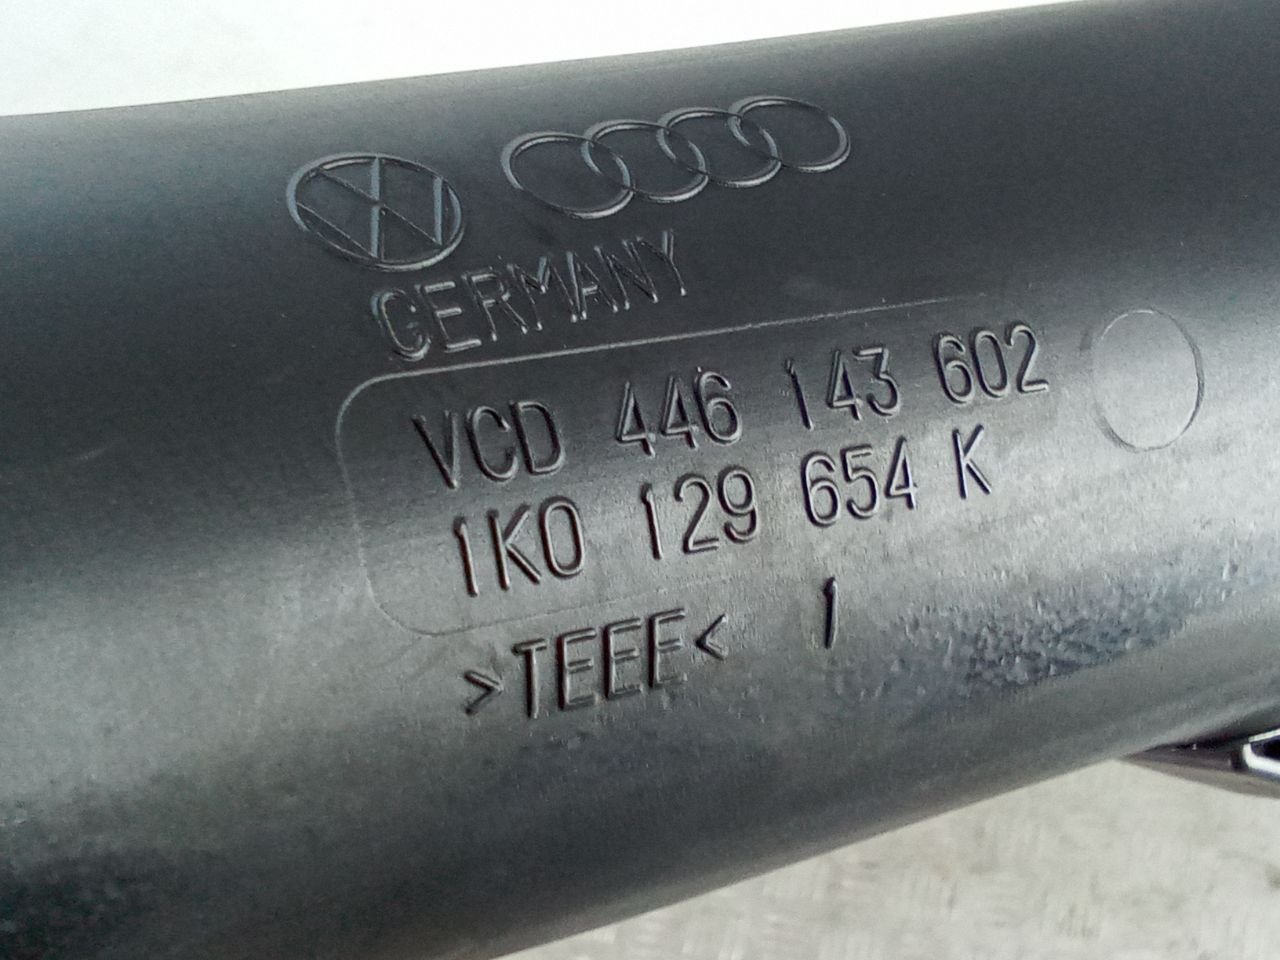 GERMANY
VCD 446 143 602
1K0 129 654 K
>TEEE< 1